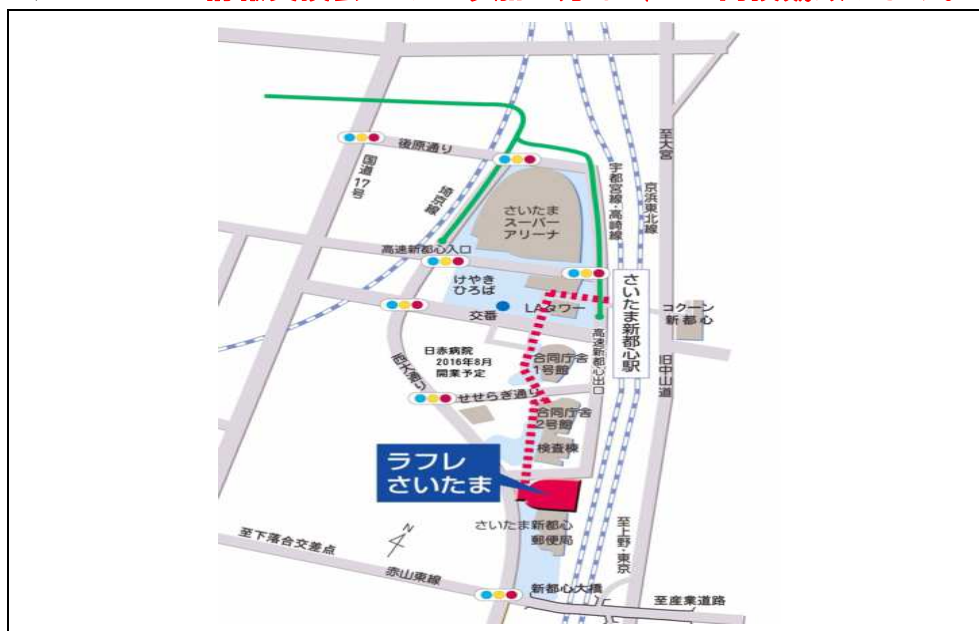 至大宮
後原通り
国道
17号
埼京線
宇都宮線・高崎線
京浜東北線
さいたま
スーパー
アリーナ
高速新都心入口
けやき
ひろば
さいたま新都心駅
LAタワー
コクーン
新都心
交番
高速新都心出口
日赤病院
2016年8月
開業予定
合同庁舎
1号館
旧中山道
せせらぎ通り
合同庁舎
2号館
検査棟
ラフレ
さいたま
さいたま新都心
郵便局
至上野・東京
N
至下落合交差点
赤山東線
新都心大橋
至産業道路